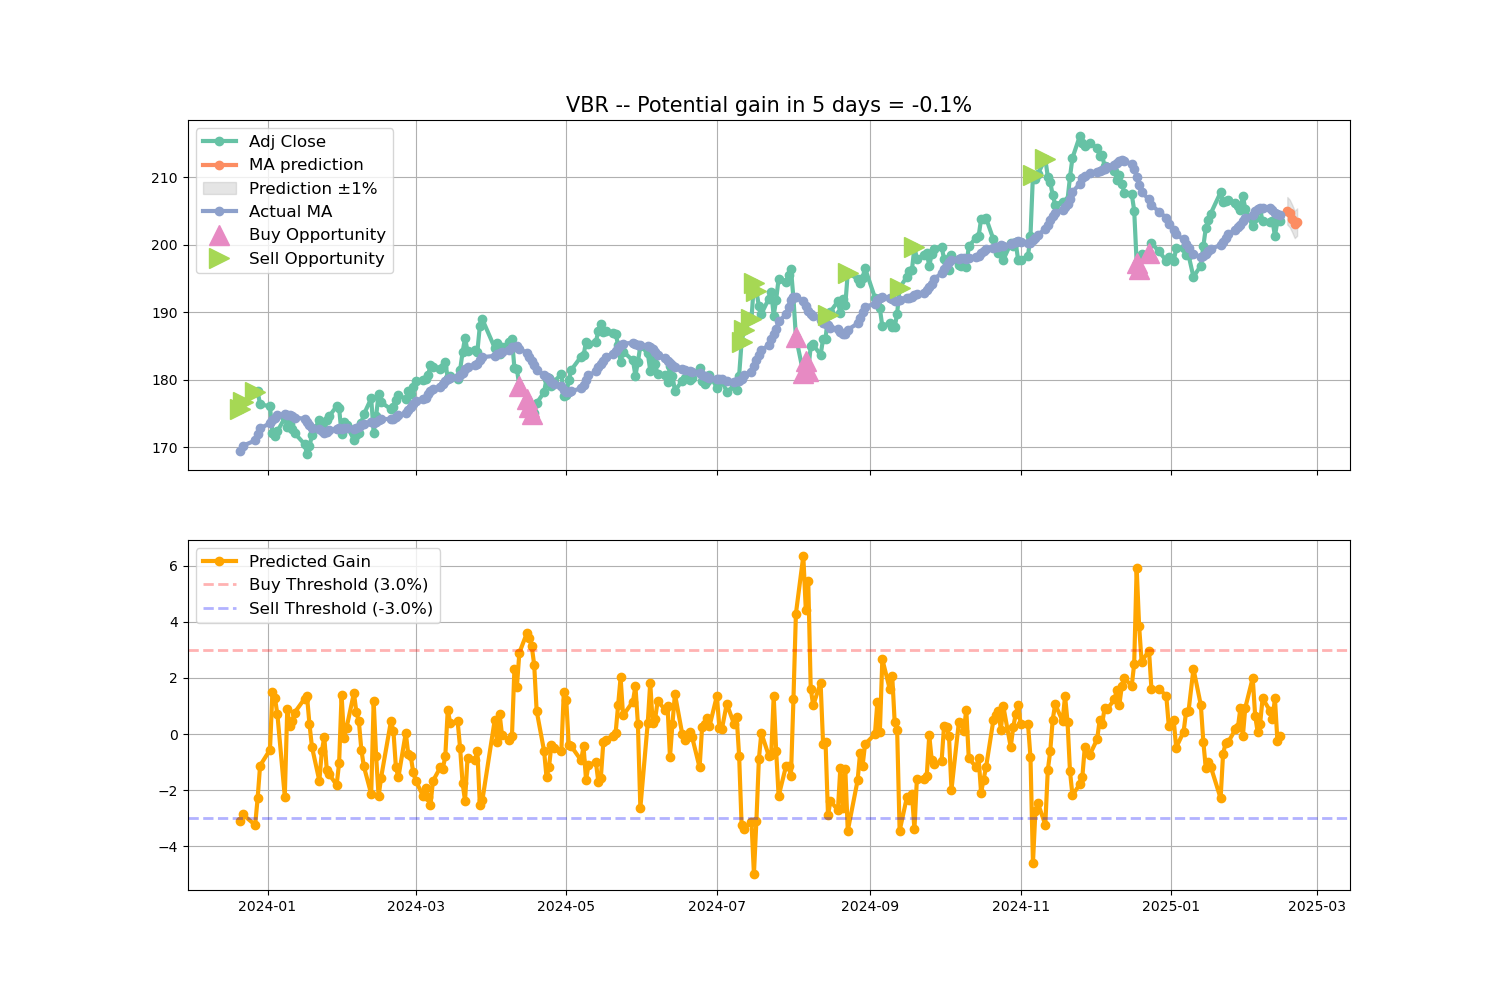 VBR -- Potential gain in 5 days = -0.1%
Adj Close
MA prediction
Prediction ±1%
Actual MA
Buy Opportunity
Sell Opportunity
210
200
190
180
170
Predicted Gain
Buy Threshold (3.0%)
Sell Threshold (-3.0%)
6
4
2
0
−2
−4
2024-01 2024-03 2024-05 2024-07 2024-09 2024-11 2025-01 2025-03